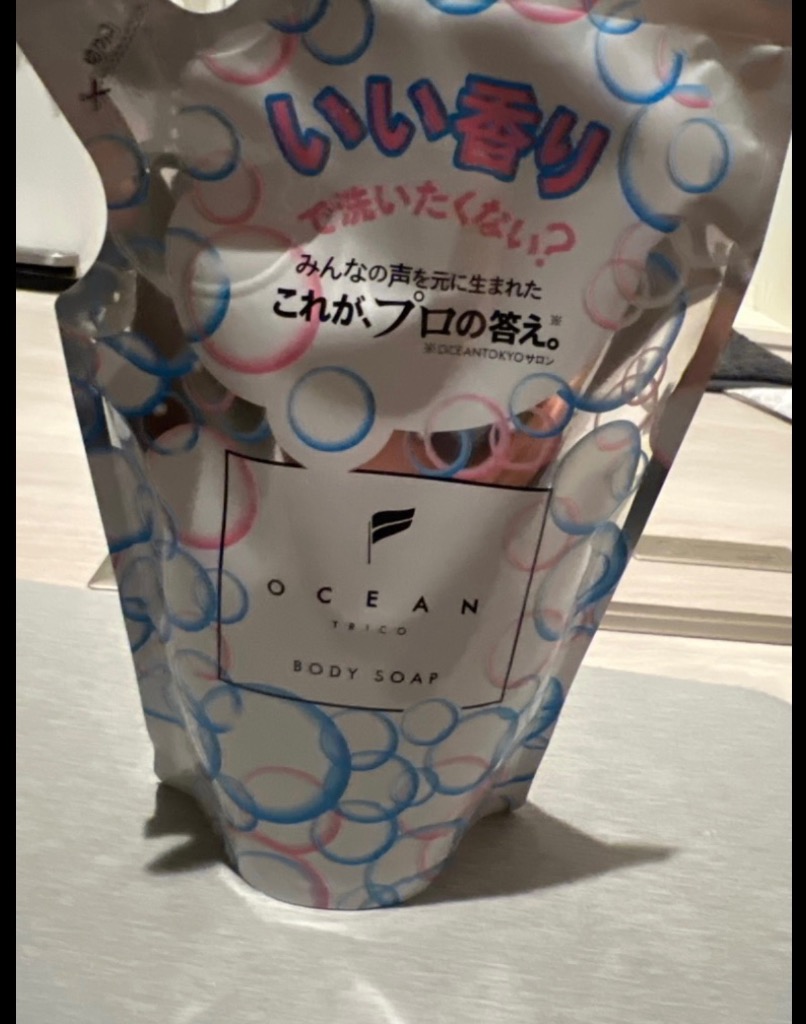 いい香り
で洗いたくない?
みんなの声を元に生まれた
これが、プロの答え。※
※OCEANTOKYOサロン
OCEAN
TRICO
BODY SOAP